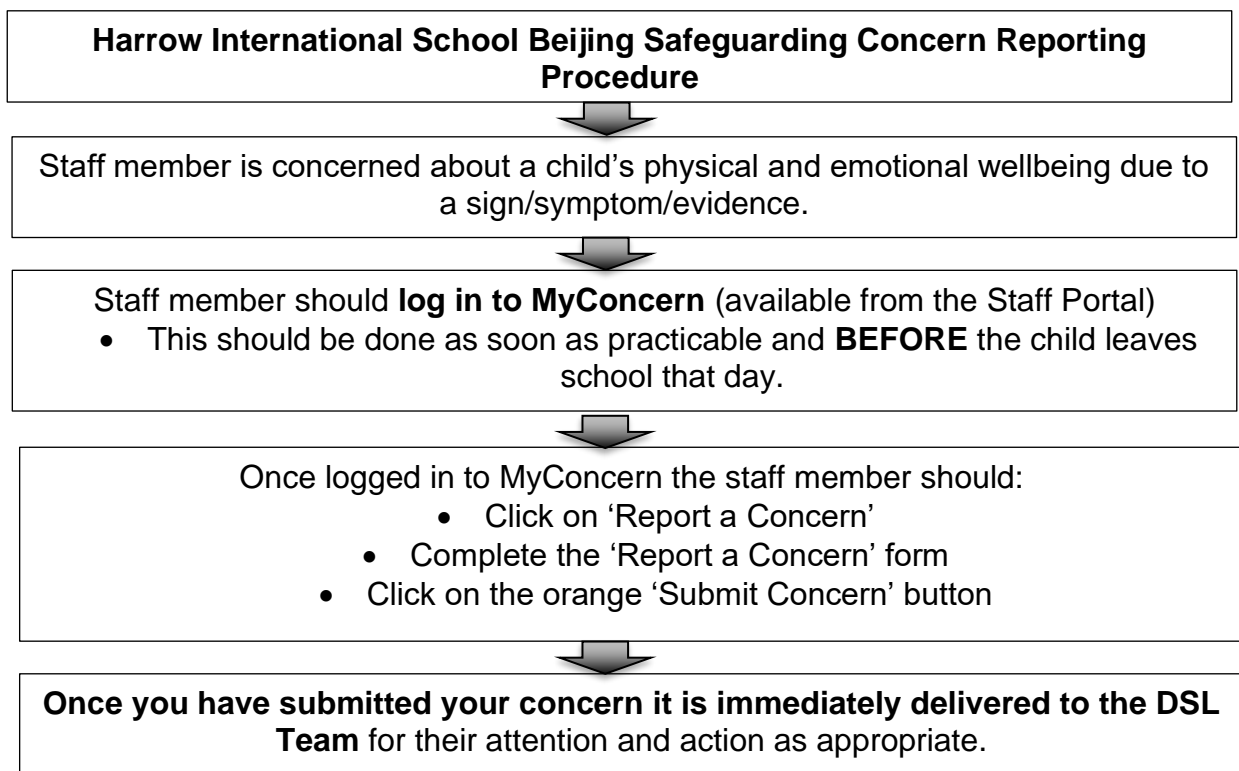 Harrow International School Beijing Safeguarding Concern Reporting
Procedure
Staff member is concerned about a child’s physical and emotional wellbeing due to
a sign/symptom/evidence.
Staff member should log in to MyConcern (available from the Staff Portal)
• This should be done as soon as practicable and BEFORE the child leaves
school that day.
Once logged in to MyConcern the staff member should:
• Click on ‘Report a Concern’
• Complete the ‘Report a Concern’ form
• Click on the orange ‘Submit Concern’ button
Once you have submitted your concern it is immediately delivered to the DSL
Team for their attention and action as appropriate.